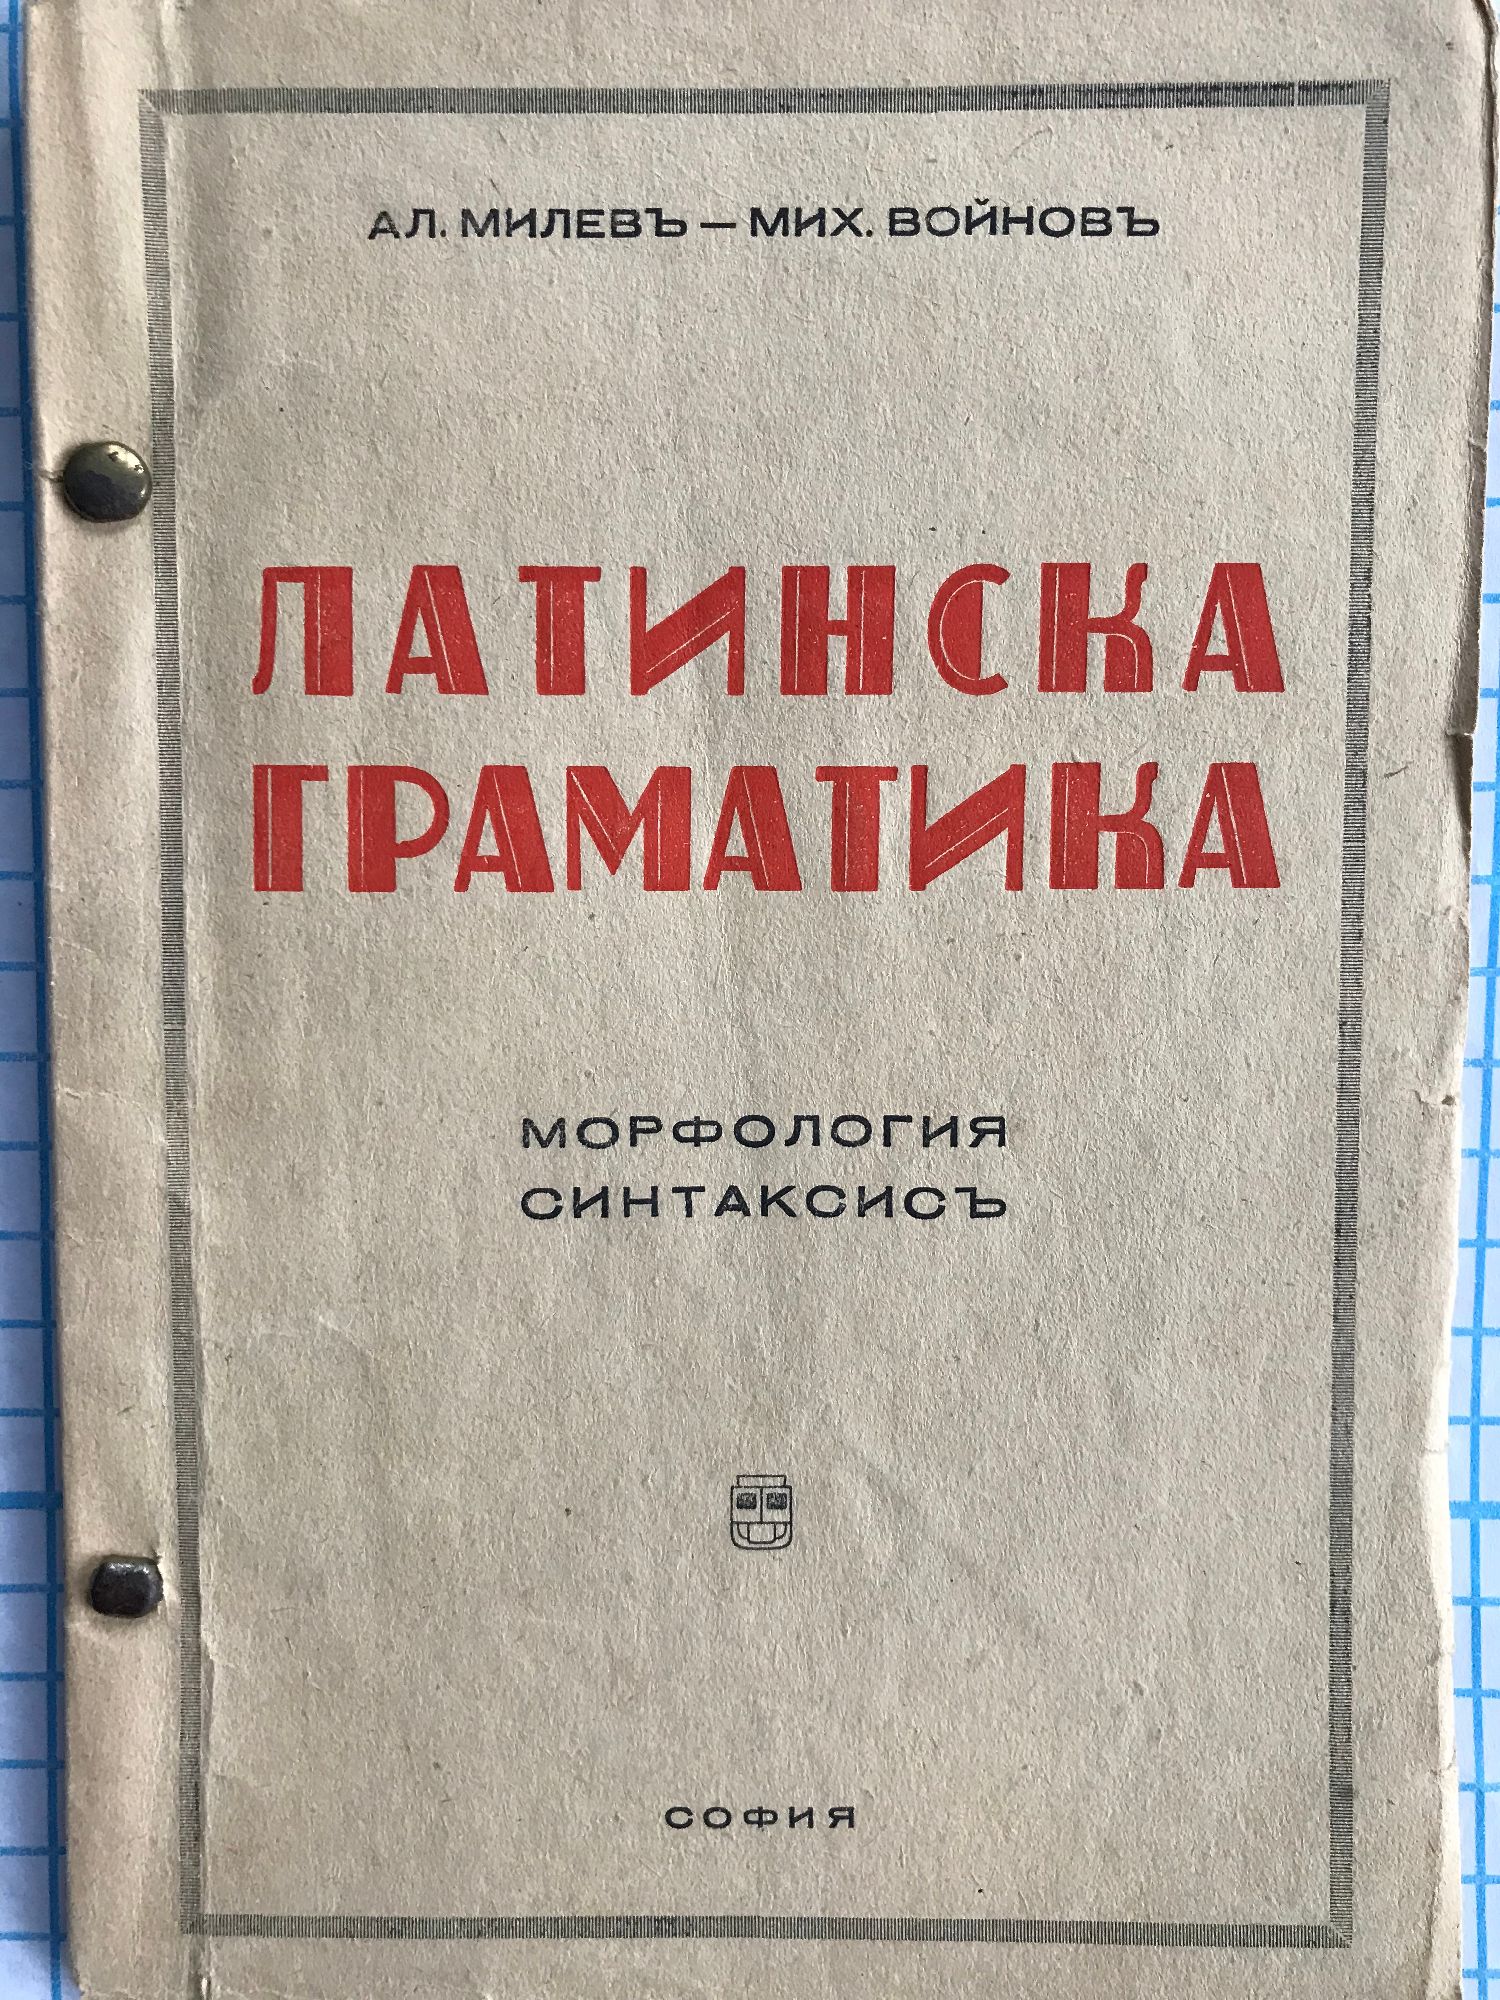 АЛ. МИЛЕВЪ — МИХ. ВОЙНОВЪ
ЛАТИНСКА
ГРАМАТИКА
МОРФОЛОГИЯ
СИНТАКСИСЪ
СОФИЯ